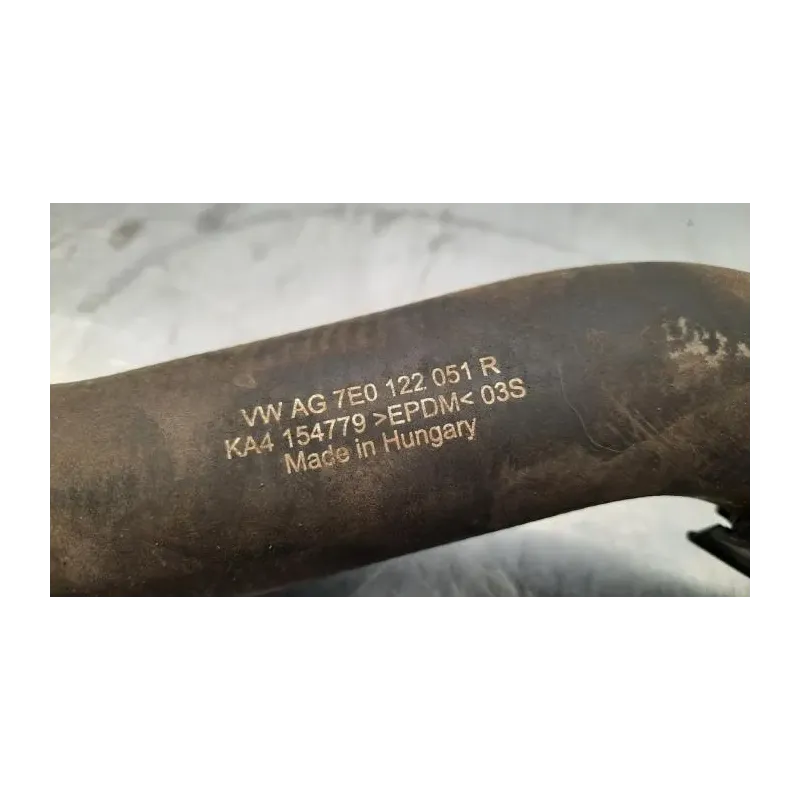 VW AG 7E0 122 051 R
KA4 154779 >EPDM< 03S
Made in Hungary